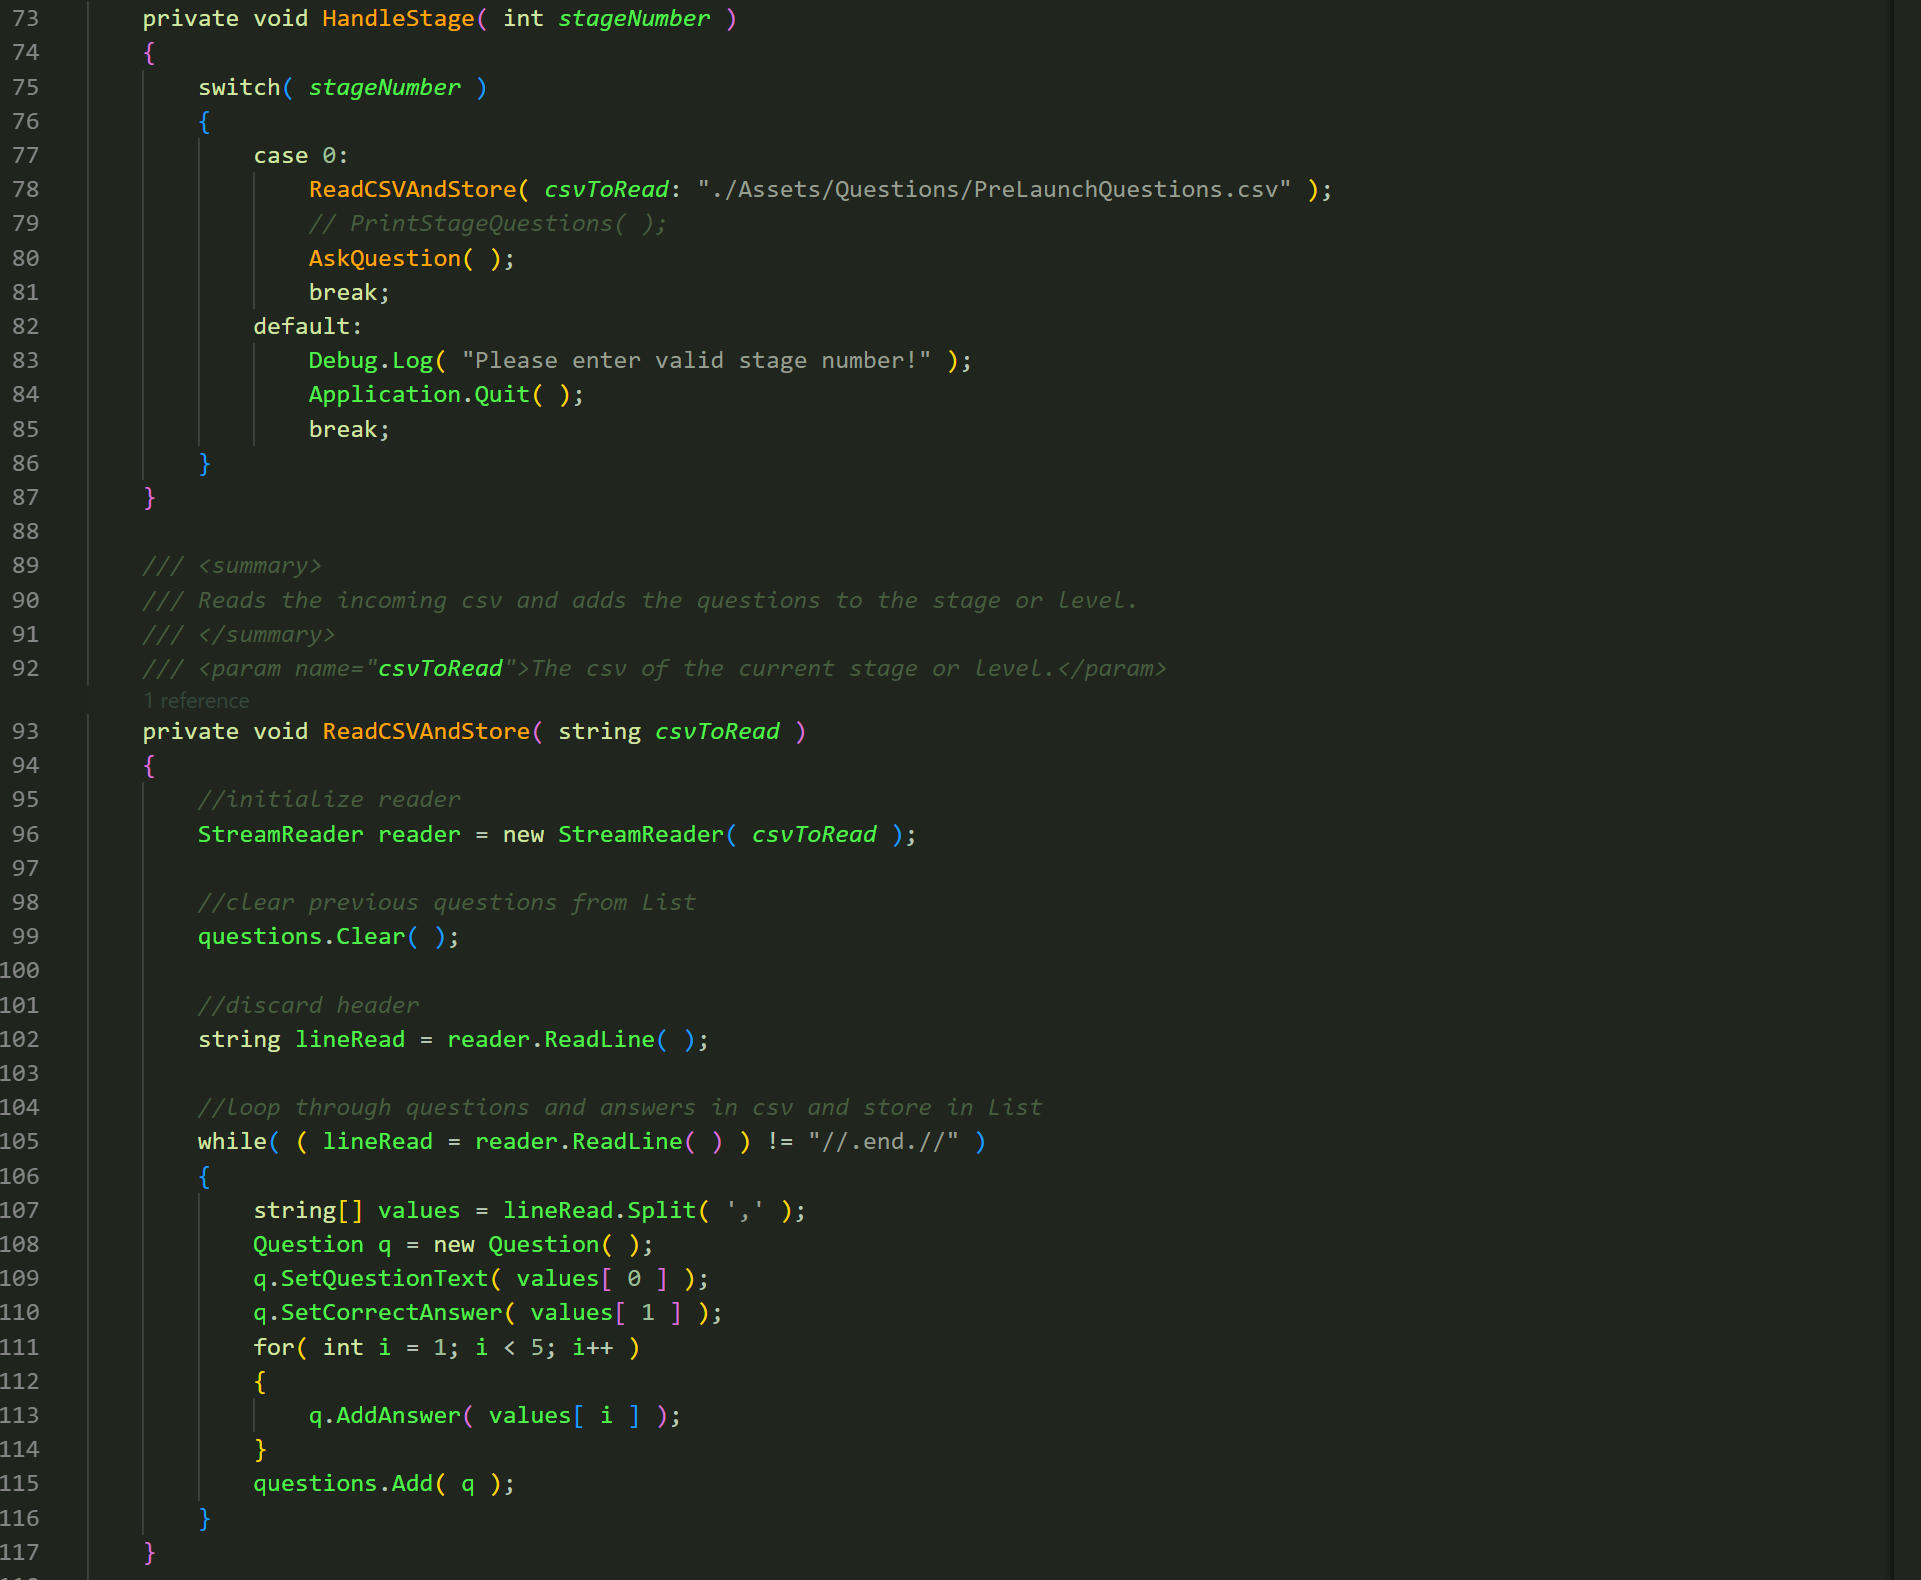 73 private void HandleStage( int stageNumber )
74 {
75 switch( stageNumber )
76 {
77 case 0:
78 ReadCSVAndStore( csvToRead: "./Assets/Questions/PreLaunchQuestions.csv" );
79 // PrintStageQuestions( );
80 AskQuestion( );
81 break;
82 default:
83 Debug.Log( "Please enter valid stage number!" );
84 Application.Quit( );
85 break;
86 }
87 }
88
89 /// <summary>
90 /// Reads the incoming csv and adds the questions to the stage or level.
91 /// </summary>
92 /// <param name="csvToRead">The csv of the current stage or level.</param>
1 reference
93 private void ReadCSVAndStore( string csvToRead )
94 {
95 //initialize reader
96 StreamReader reader = new StreamReader( csvToRead );
97
98 //clear previous questions from List
99 questions.Clear( );
100
101 //discard header
102 string lineRead = reader.ReadLine( );
103
104 //loop through questions and answers in csv and store in List
105 while( ( lineRead = reader.ReadLine( ) ) != "//.end.//" )
106 {
107 string[] values = lineRead.Split( ',' );
108 Question q = new Question( );
109 q.SetQuestionText( values[ 0 ] );
110 q.SetCorrectAnswer( values[ 1 ] );
111 for( int i = 1; i < 5; i++ )
112 {
113 q.AddAnswer( values[ i ] );
114 }
115 questions.Add( q );
116 }
117 }